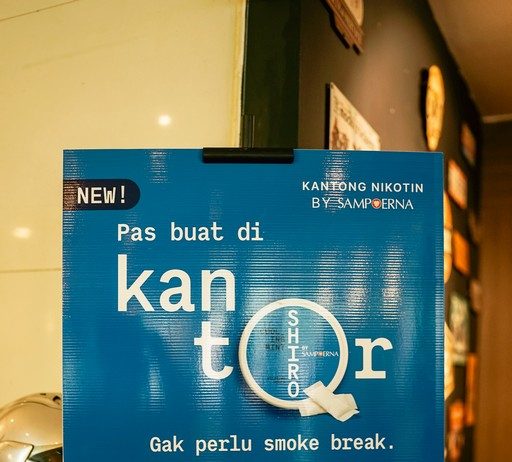 NEW!
KANTONG NIKOTIN
BY SAMPOERNA
Pas buat di
kan
tor
SHIRO
BY SAMPOERNA
Gak perlu smoke break.